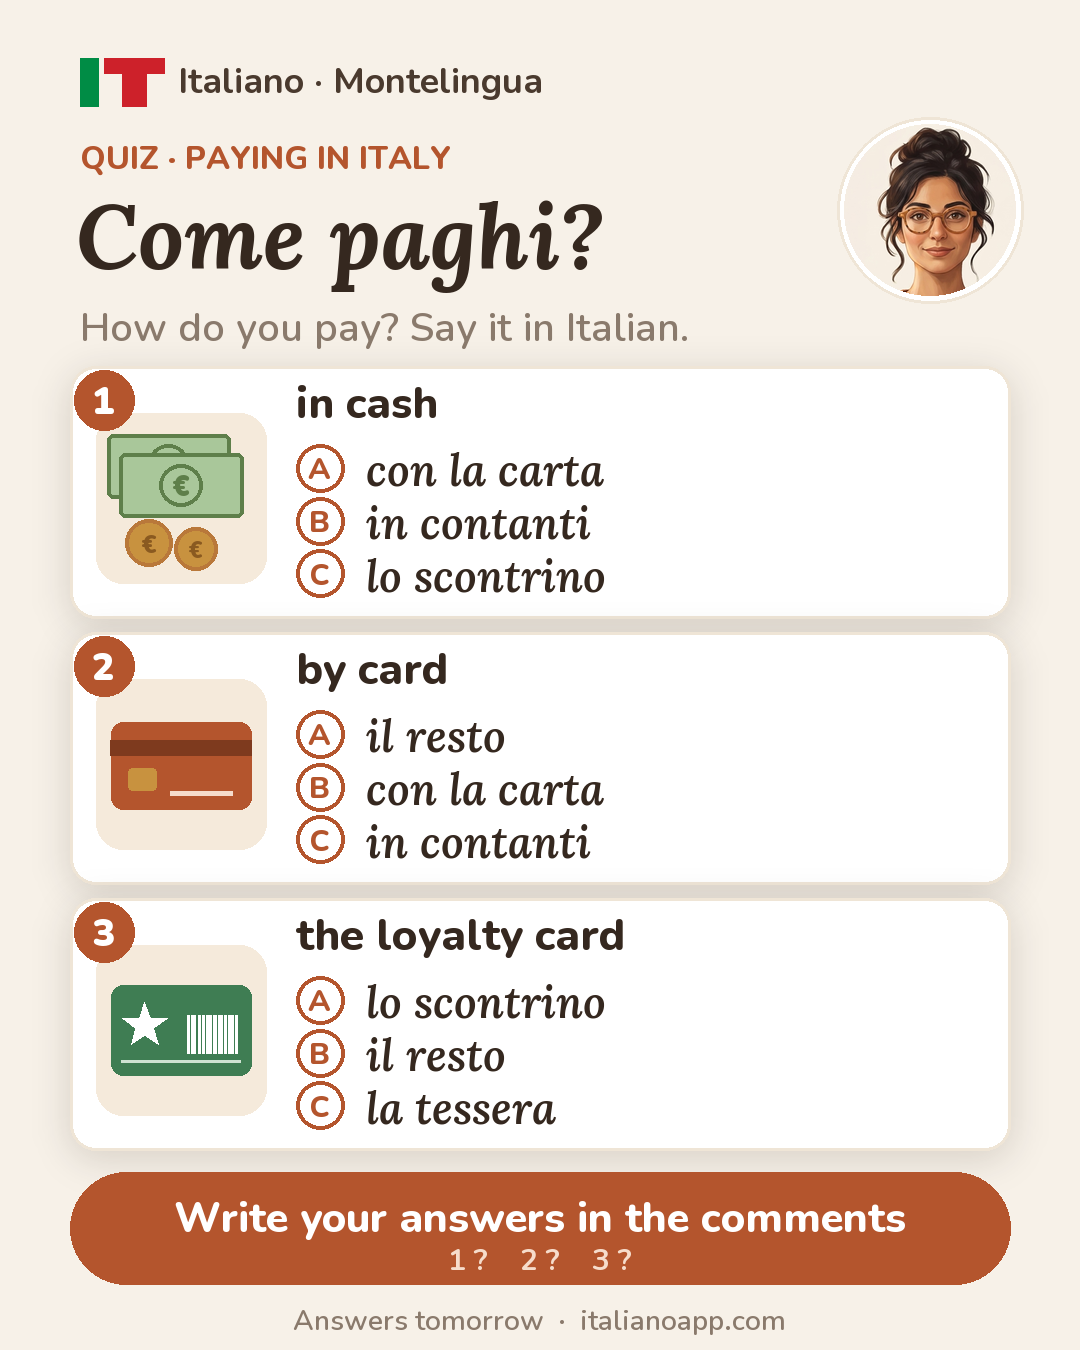 IT Italiano · Montelingua
QUIZ · PAYING IN ITALY
Come paghi?
How do you pay? Say it in Italian.
1
in cash
€
€ €
A con la carta
B in contanti
C lo scontrino
2
by card
A il resto
B con la carta
C in contanti
3
the loyalty card
A lo scontrino
B il resto
C la tessera
Write your answers in the comments
1 ? 2 ? 3 ?
Answers tomorrow · italianoapp.com